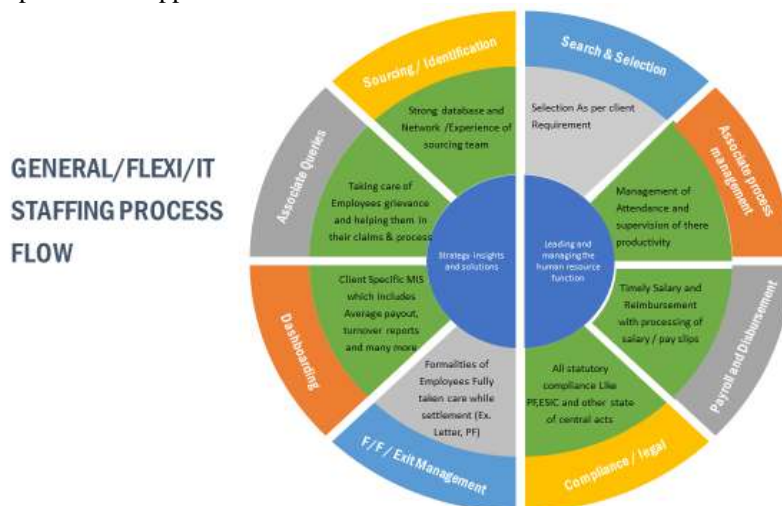 GENERAL/FLEXI/IT
STAFFING PROCESS
FLOW
Sourcing / Identification
Strong database and
Network /Experience of
sourcing team
Search & Selection
Selection As per client
Requirement
Associate process
management
Management of
Attendance and
supervision of there
productivity
Payroll and Disbursement
Timely Salary and
Reimbursement
with processing of
salary / pay slips
Compliance / legal
All statutory
compliance Like
PF,ESIC and other state
of central acts
F/F / Exit Management
Formalities of
Employees Fully
taken care while
settlement (Ex.
Letter, PF)
Dashboarding
Client Specific MIS
which includes
Average payout,
turnover reports
and many more
Associate Queries
Taking care of
Employees grievance
and helping them in
their claims & process
Strategy insights
and solutions
Leading and
managing the
human resource
function